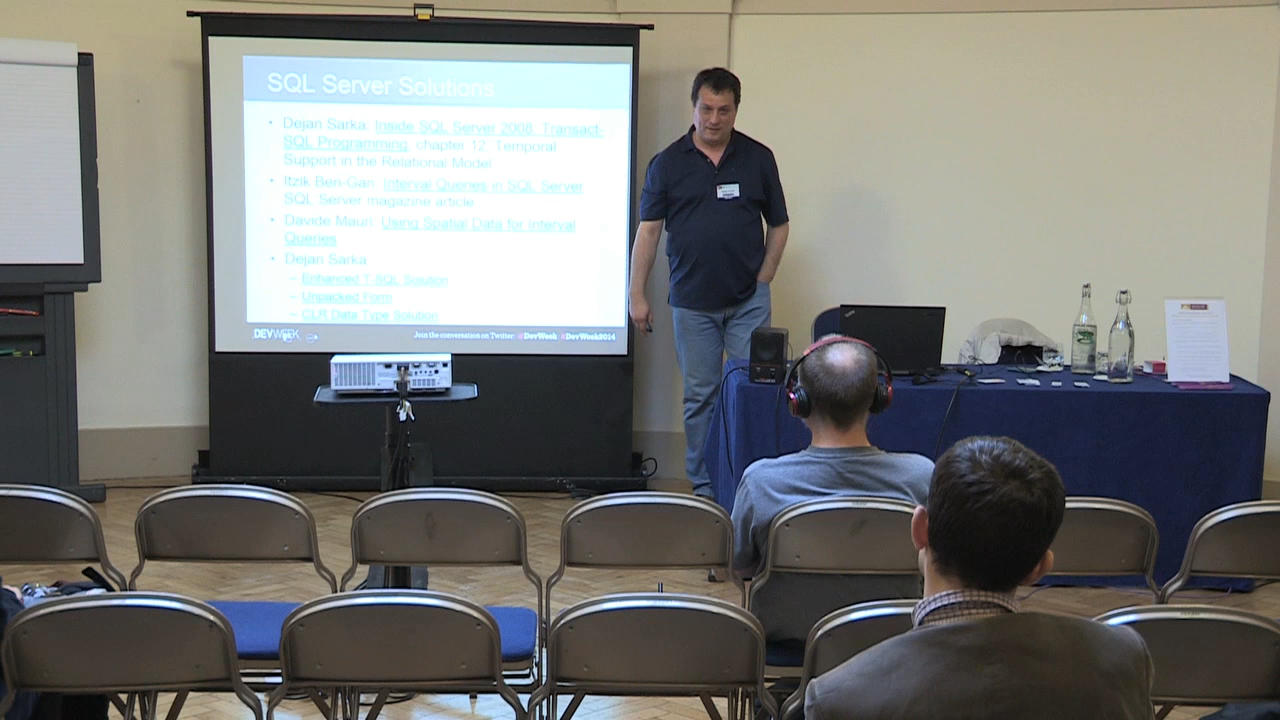 SQL Server Solutions
• Dejan Sarka: Inside SQL Server 2008: Transact-
SQL Programming, chapter 12: Temporal
Support in the Relational Model
• Itzik Ben-Gan: Interval Queries in SQL Server
SQL Server magazine article
• Davide Mauri: Using Spatial Data for Interval
Queries
• Dejan Sarka
– Enhanced T-SQL Solution
– Unpacked Form
– CLR Data Type Solution
DEVWEEK
Join the conversation on Twitter: #DevWeek #DevWeek2014